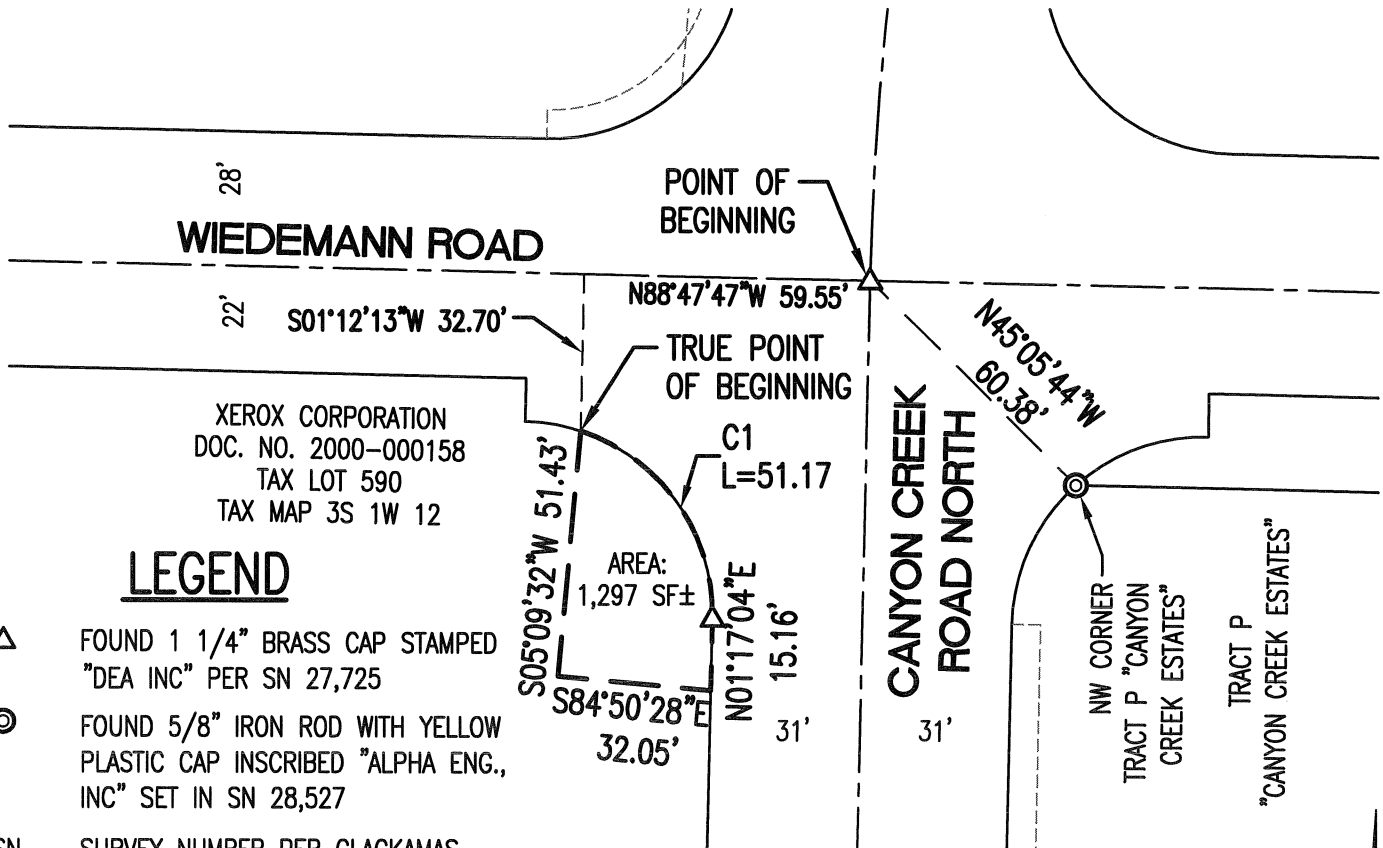 28'
WIEDEMANN ROAD
22'
POINT OF
BEGINNING
N88°47'47"W 59.55'
S01°12'13"W 32.70'
TRUE POINT
OF BEGINNING
N45°05'44"W
60.38'
XEROX CORPORATION
DOC. NO. 2000-000158
TAX LOT 590
TAX MAP 3S 1W 12
C1
L=51.17
S05°09'32"W 51.43'
AREA:
1,297 SF±
N01°17'04"E
15.16'
S84°50'28"E
32.05'
CANYON CREEK
ROAD NORTH
31'
31'
NW CORNER
TRACT P "CANYON
CREEK ESTATES"
TRACT P
"CANYON CREEK ESTATES"
LEGEND
FOUND 1 1/4" BRASS CAP STAMPED
"DEA INC" PER SN 27,725
FOUND 5/8" IRON ROD WITH YELLOW
PLASTIC CAP INSCRIBED "ALPHA ENG.,
INC" SET IN SN 28,527
SN SURVEY NUMBER PER CLACKAMAS